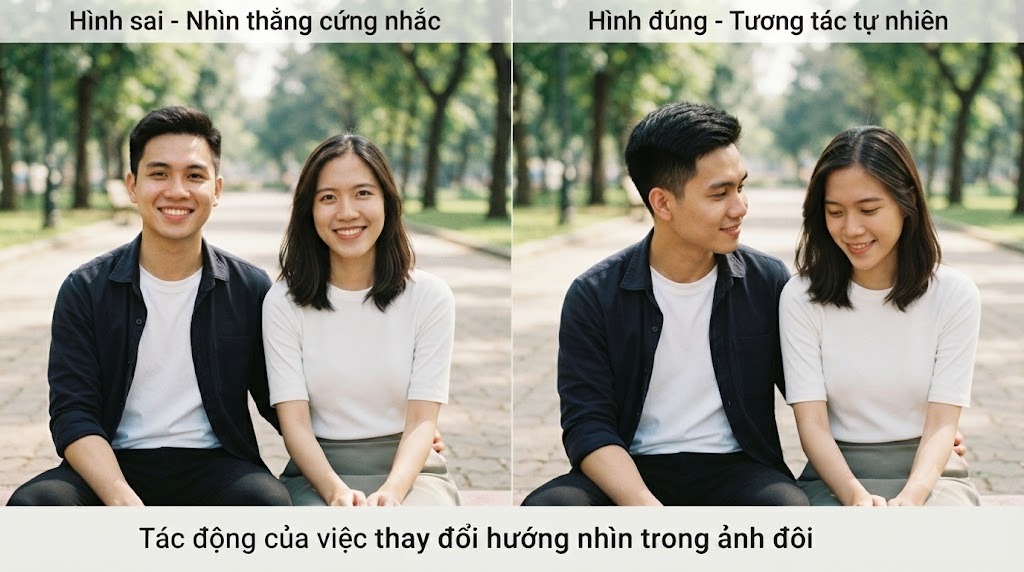 Hình sai - Nhìn thẳng cứng nhắc
Hình đúng - Tương tác tự nhiên
Tác động của việc thay đổi hướng nhìn trong ảnh đôi